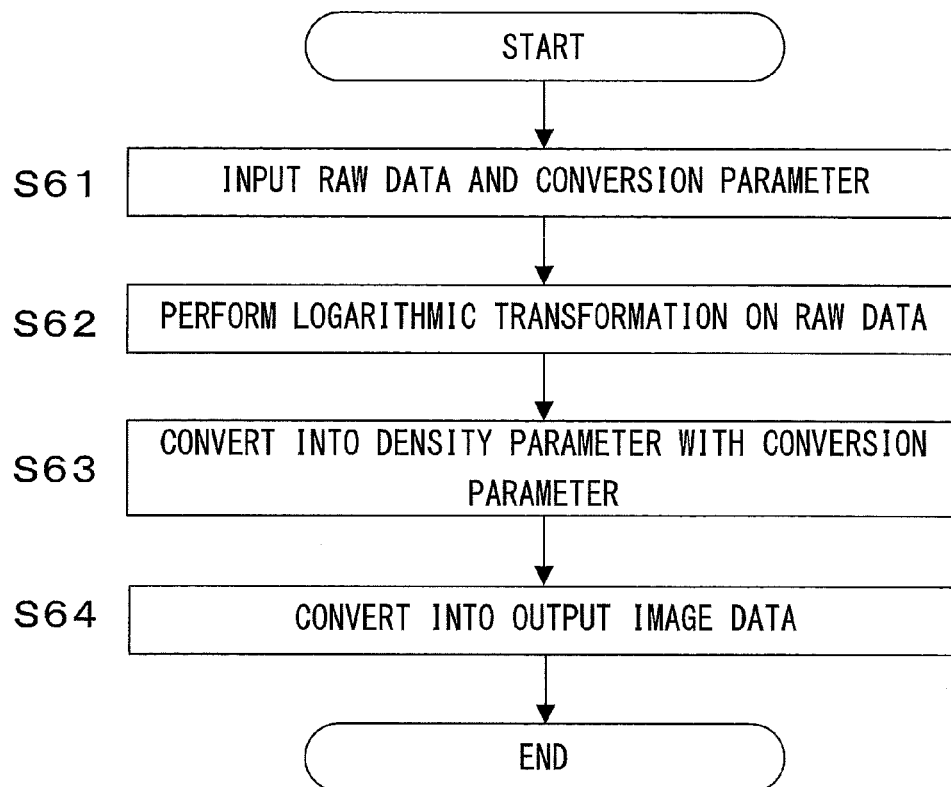 START
S61
INPUT RAW DATA AND CONVERSION PARAMETER
S62
PERFORM LOGARITHMIC TRANSFORMATION ON RAW DATA
S63
CONVERT INTO DENSITY PARAMETER WITH CONVERSION
PARAMETER
S64
CONVERT INTO OUTPUT IMAGE DATA
END